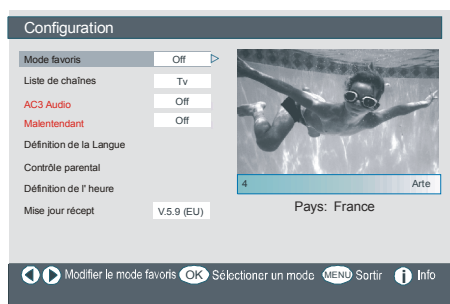 Configuration
Mode favoris Off
Liste de chaînes Tv
AC3 Audio Off
Malentendant Off
Définition de la Langue
Contrôle parental
Définition de l' heure
Mise jour récept V.5.9 (EU)
4 Arte
Pays: France
Modifier le mode favoris OK Sélectioner un mode MENU Sortir i Info